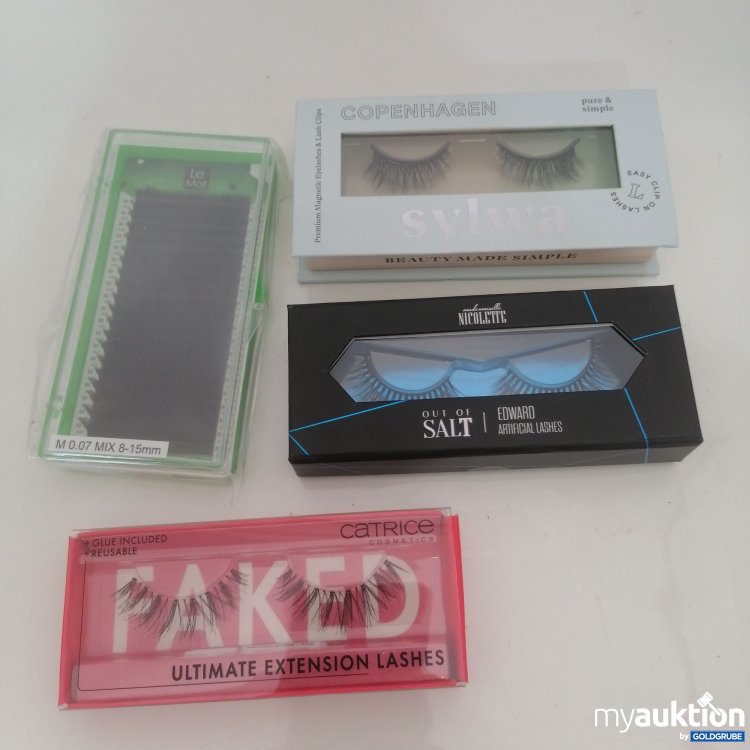 Le
Mat
M 0.07 MIX 8-15mm
COPENHAGEN
pure &
simple
Premium Magnetic Eyelashes & Lash Clips
EASY CLIP ON LASHES
L
sylwa
BEAUTY MADE SIMPLE
mademoiselle
NICOLETTE
OUT OF
SALT
EDWARD
ARTIFICIAL LASHES
+ GLUE INCLUDED
+ REUSABLE
CATRICE
COSMETICS
FAKED
ULTIMATE EXTENSION LASHES
myauktion
by GOLDGRUBE